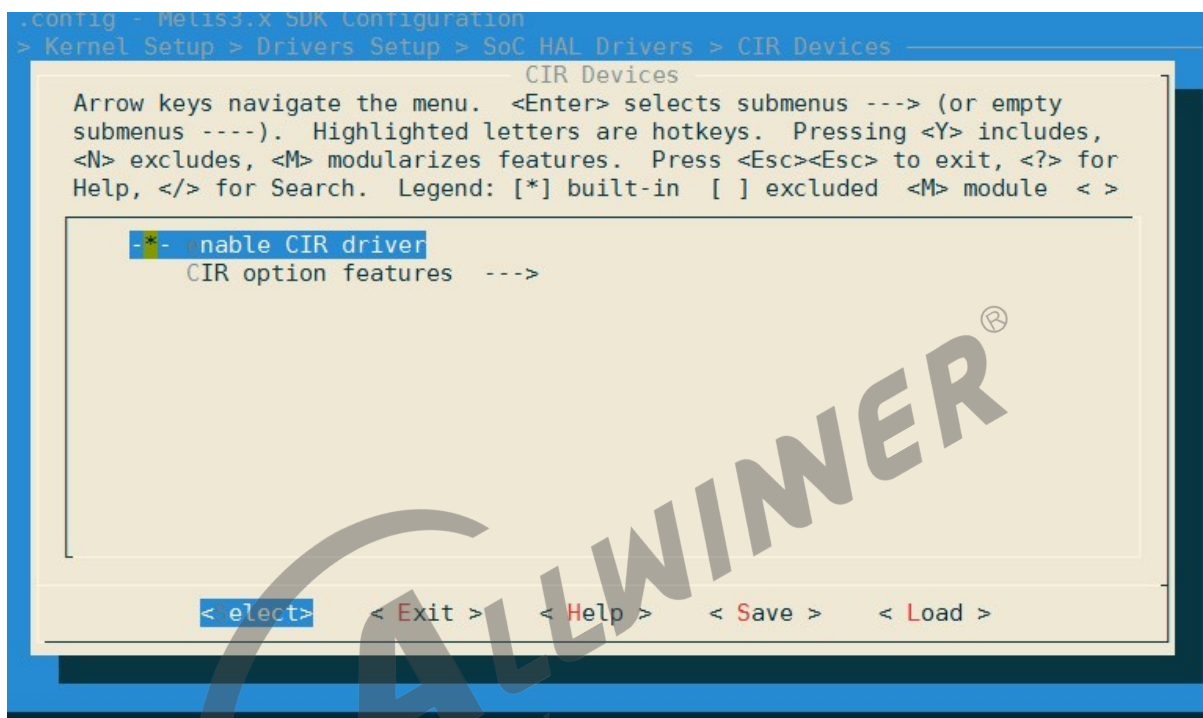 .config - Melis3.x SDK Configuration
> Kernel Setup > Drivers Setup > SoC HAL Drivers > CIR Devices
CIR Devices
Arrow keys navigate the menu.  <Enter> selects submenus ---> (or empty
submenus ----).  Highlighted letters are hotkeys.  Pressing <Y> includes,
<N> excludes, <M> modularizes features.  Press <Esc><Esc> to exit, <?> for
Help, </> for Search.  Legend: [*] built-in  [ ] excluded  <M> module  < >
-*- enable CIR driver
CIR option features  --->
<Select>    < Exit >    < Help >    < Save >    < Load >
ALLWINNER®